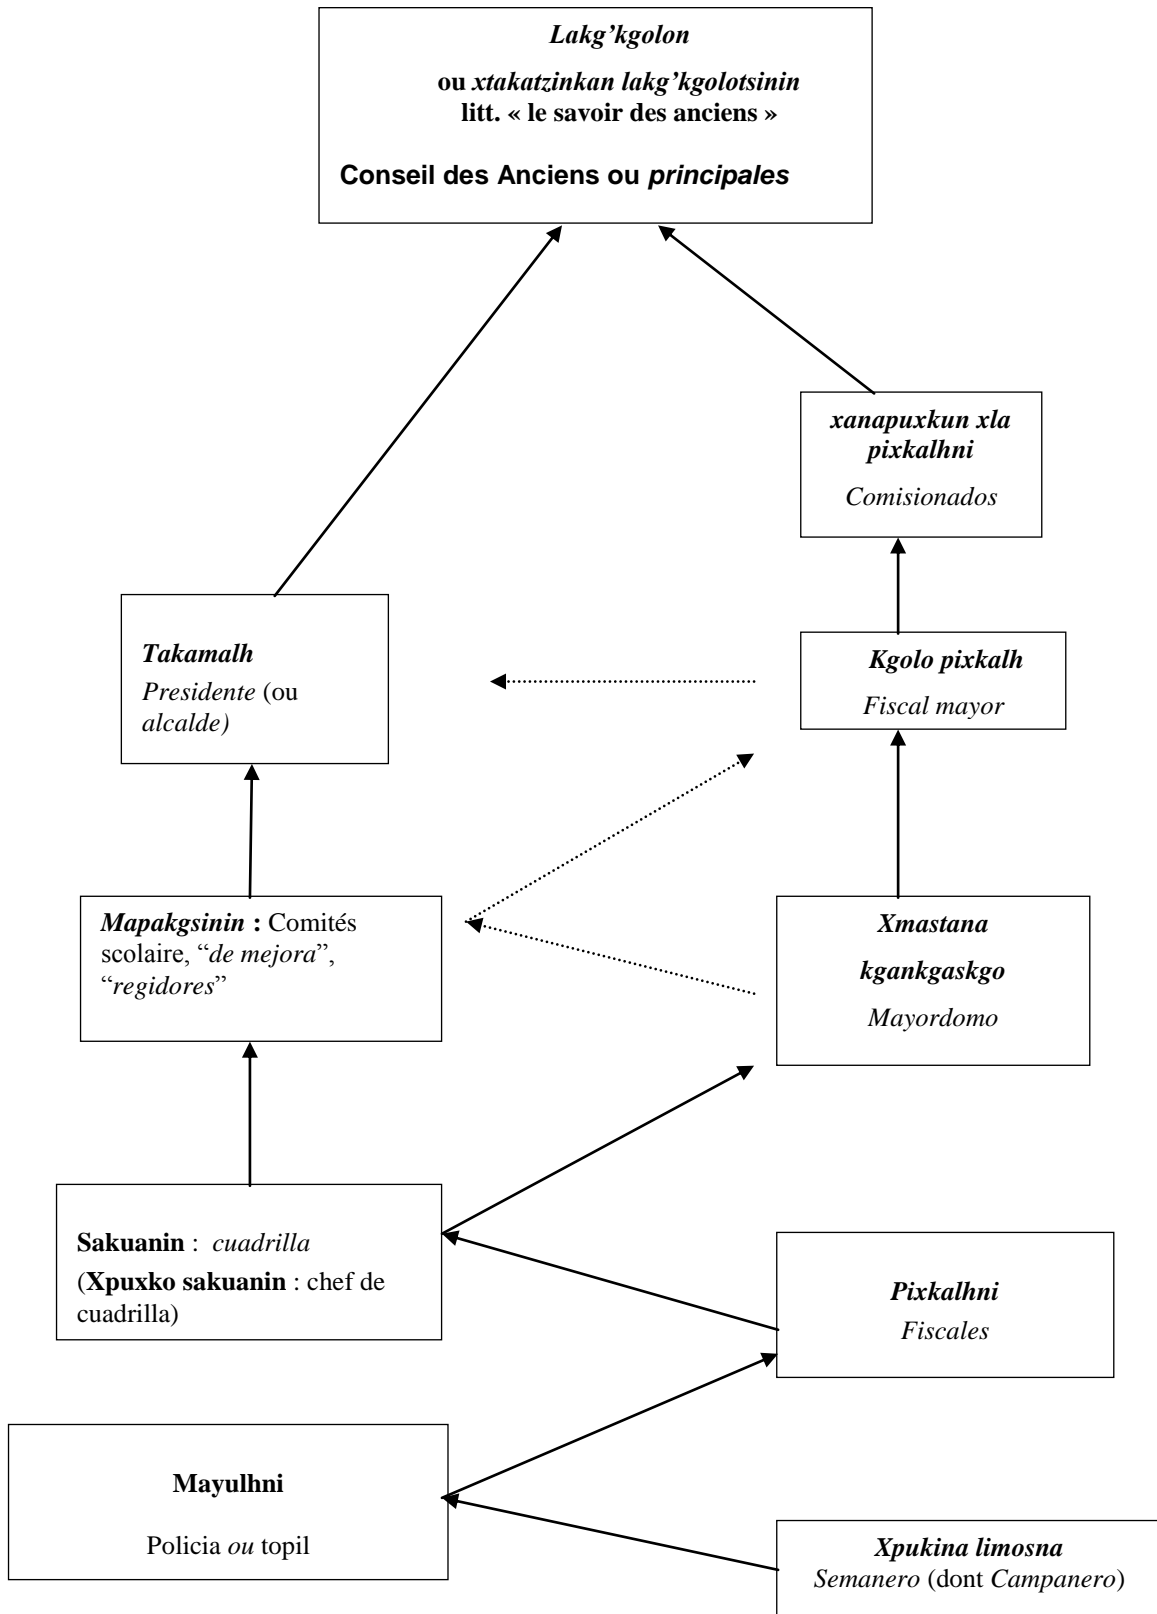 Lakg’kgolon
ou xtakatzinkan lakg’kgolotsinin
litt. « le savoir des anciens »
Conseil des Anciens ou principales
xanapuxkun xla
pixkalhni
Comisionados
Takamalh
Presidente (ou
alcalde)
Kgolo pixkalh
Fiscal mayor
Mapakgsinin : Comités
scolaire, “de mejora”,
“regidores”
Xmastana
kgankgaskgo
Mayordomo
Sakuanin : cuadrilla
(Xpuxko sakuanin : chef de
cuadrilla)
Pixkalhni
Fiscales
Mayulhni
Policia ou topil
Xpukina limosna
Semanero (dont Campanero)